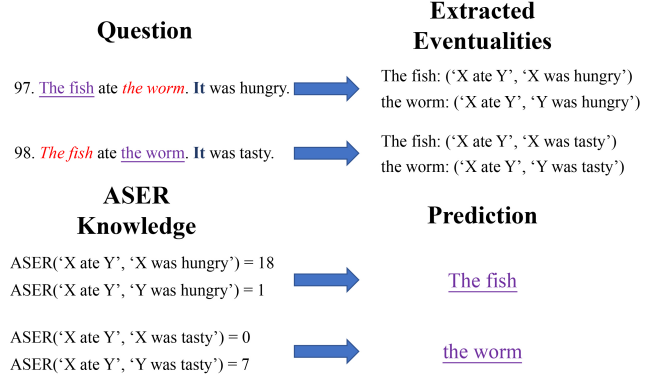 Question
Extracted
Eventualities
97. The fish ate the worm. It was hungry.
The fish: (‘X ate Y’, ‘X was hungry’)
the worm: (‘X ate Y’, ‘Y was hungry’)
98. The fish ate the worm. It was tasty.
The fish: (‘X ate Y’, ‘X was tasty’)
the worm: (‘X ate Y’, ‘Y was tasty’)
ASER
Knowledge
Prediction
ASER(‘X ate Y’, ‘X was hungry’) = 18
ASER(‘X ate Y’, ‘Y was hungry’) = 1
The fish
ASER(‘X ate Y’, ‘X was tasty’) = 0
ASER(‘X ate Y’, ‘Y was tasty’) = 7
the worm